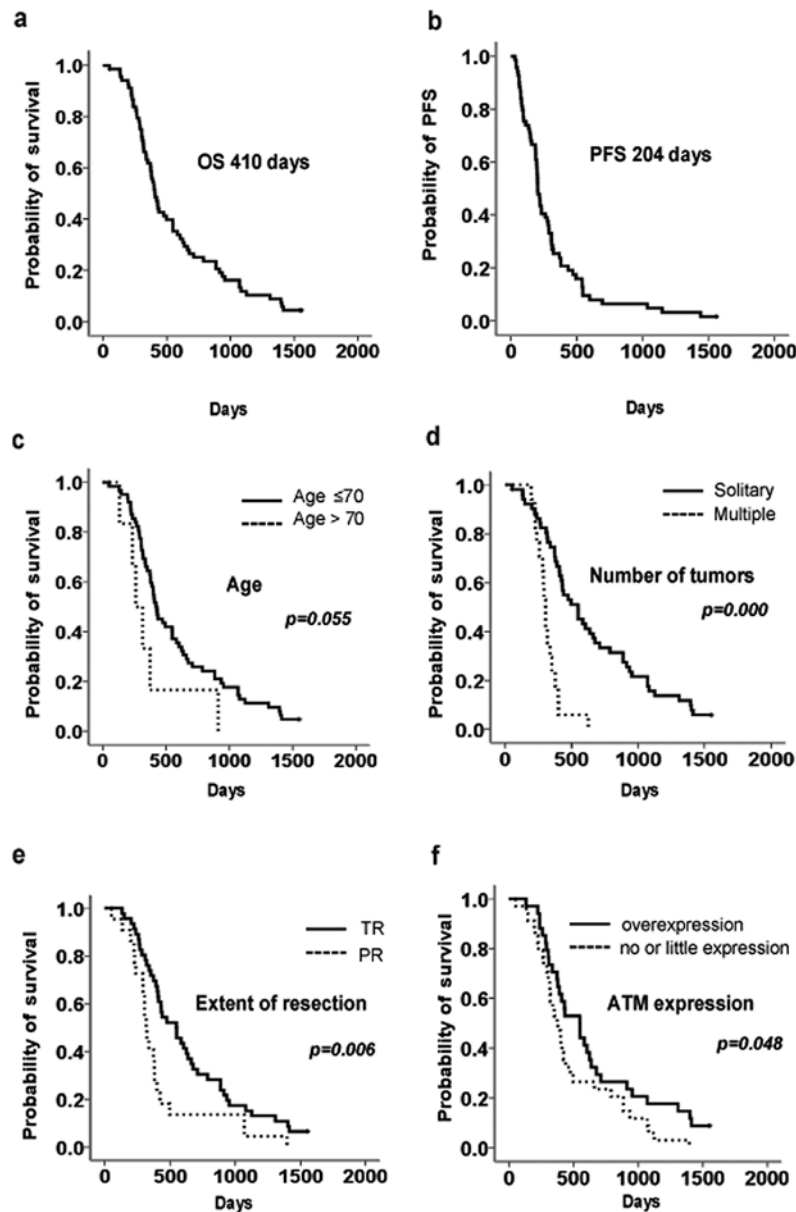 a
Probability of survival
1.0
0.8
0.6
0.4
0.2
0.0
OS 410 days
0 500 1000 1500 2000
Days
b
Probability of PFS
1.0
0.8
0.6
0.4
0.2
0.0
PFS 204 days
0 500 1000 1500 2000
Days
c
Probability of survival
1.0
0.8
0.6
0.4
0.2
0.0
Age ≤70
Age > 70
Age
p=0.055
0 500 1000 1500 2000
Days
d
Probability of survival
1.0
0.8
0.6
0.4
0.2
0.0
Solitary
Multiple
Number of tumors
p=0.000
0 500 1000 1500 2000
Days
e
Probability of survival
1.0
0.8
0.6
0.4
0.2
0.0
TR
PR
Extent of resection
p=0.006
0 500 1000 1500 2000
Days
f
Probability of survival
1.0
0.8
0.6
0.4
0.2
0.0
overexpression
no or little expression
ATM expression
p=0.048
0 500 1000 1500 2000
Days